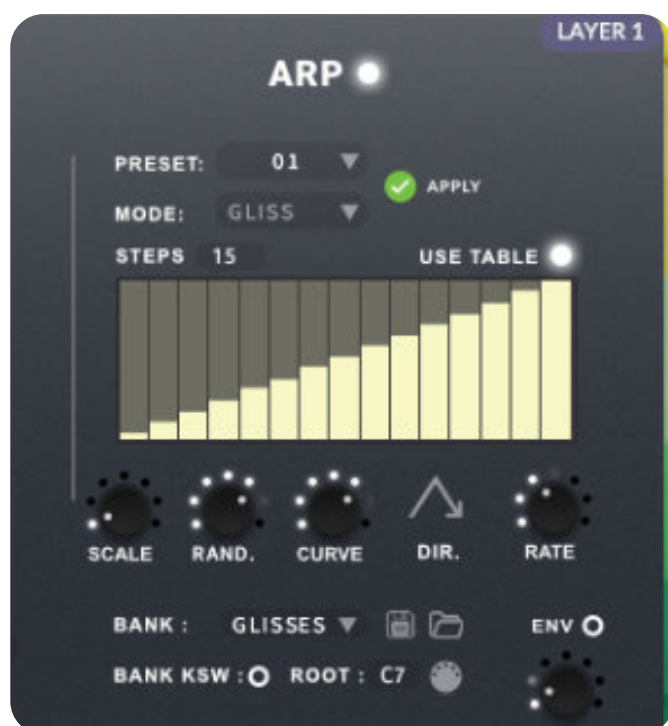 LAYER 1
ARP
PRESET: 01
APPLY
MODE: GLISS
STEPS 15 USE TABLE
SCALE RAND. CURVE DIR. RATE
BANK : GLISSES ENV
BANK KSW : ROOT : C7